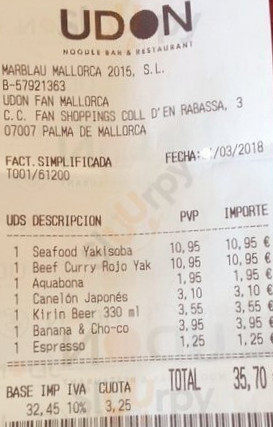 UDON
NOODLE BAR & RESTAURANT
MARBLAU MALLORCA 2015, S.L.
B-57921363
UDON FAN MALLORCA
C.C. FAN SHOPPINGS COLL D'EN RABASSA, 3
07007 PALMA DE MALLORCA
FACT.SIMPLIFICADA FECHA: /03/2018
T001/61200
UDS DESCRIPCION PVP IMPORTE
1 Seafood Yakisoba 10,95 10,95 €
1 Beef Curry Rojo Yak 10,95 10,95 €
1 Aquabona 1,95 1,95 €
1 Canelón Japonés 3,10 3,10 €
1 Kirin Beer 330 ml 3,55 3,55 €
1 Banana & Cho-co 3,95 3,95 €
1 Espresso 1,25 1,25 €
BASE IMP IVA CUOTA TOTAL 35,70
32,45 10% 3,25